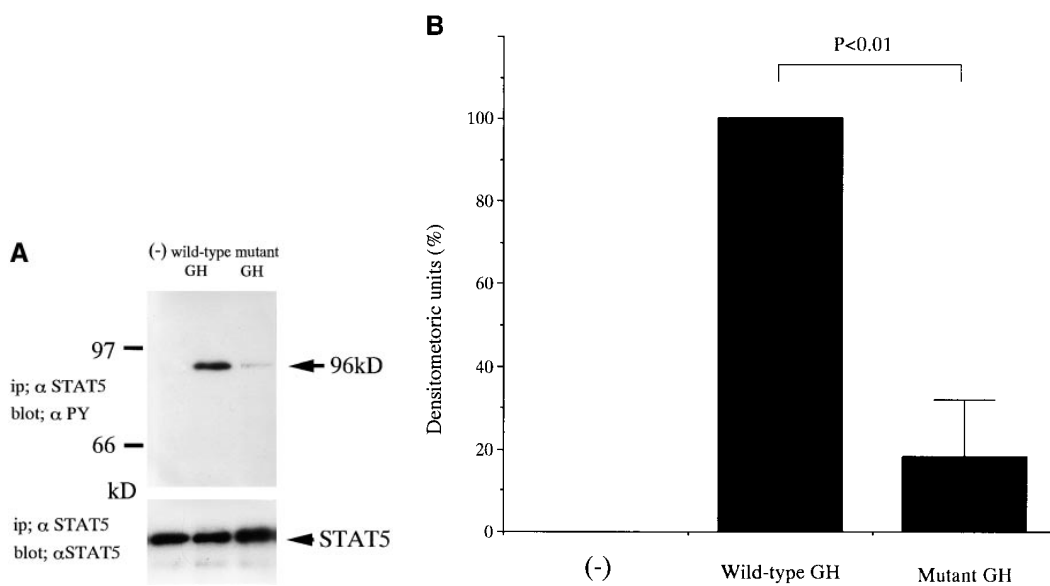 A
(-) wild-type mutant
GH GH
97
96kD
ip; α STAT5
blot; α PY
66
kD
ip; α STAT5
blot; αSTAT5
STAT5
B
P<0.01
Densitometoric units (%)
100
80
60
40
20
0
(-) Wild-type GH Mutant GH